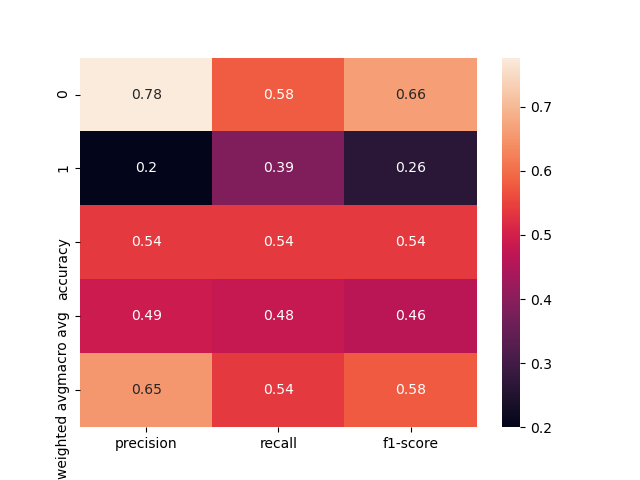 0 0.78 0.58 0.66
1 0.2 0.39 0.26
accuracy 0.54 0.54 0.54
macro avg 0.49 0.48 0.46
weighted avg 0.65 0.54 0.58
precision recall f1-score
0.7
0.6
0.5
0.4
0.3
0.2